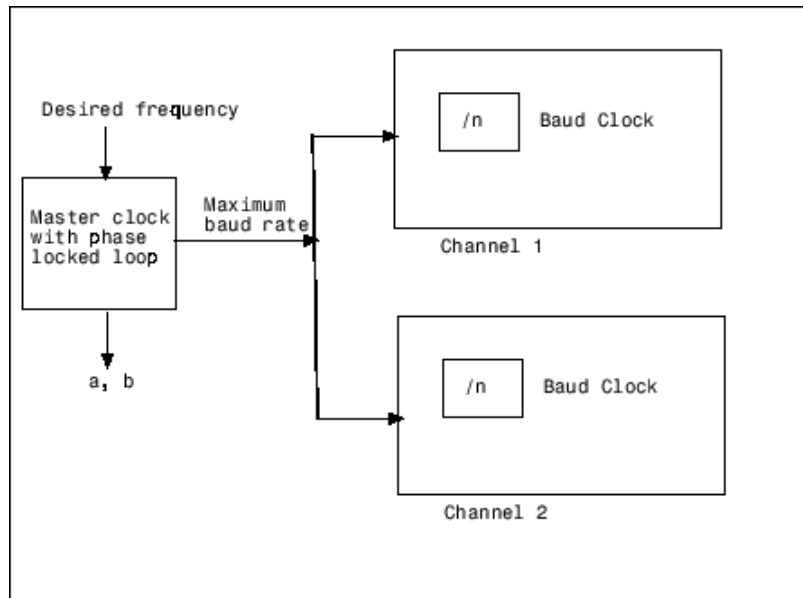 Desired frequency
Master clock
with phase
locked loop
a, b
Maximum
baud rate
/n
Baud Clock
Channel 1
/n
Baud Clock
Channel 2